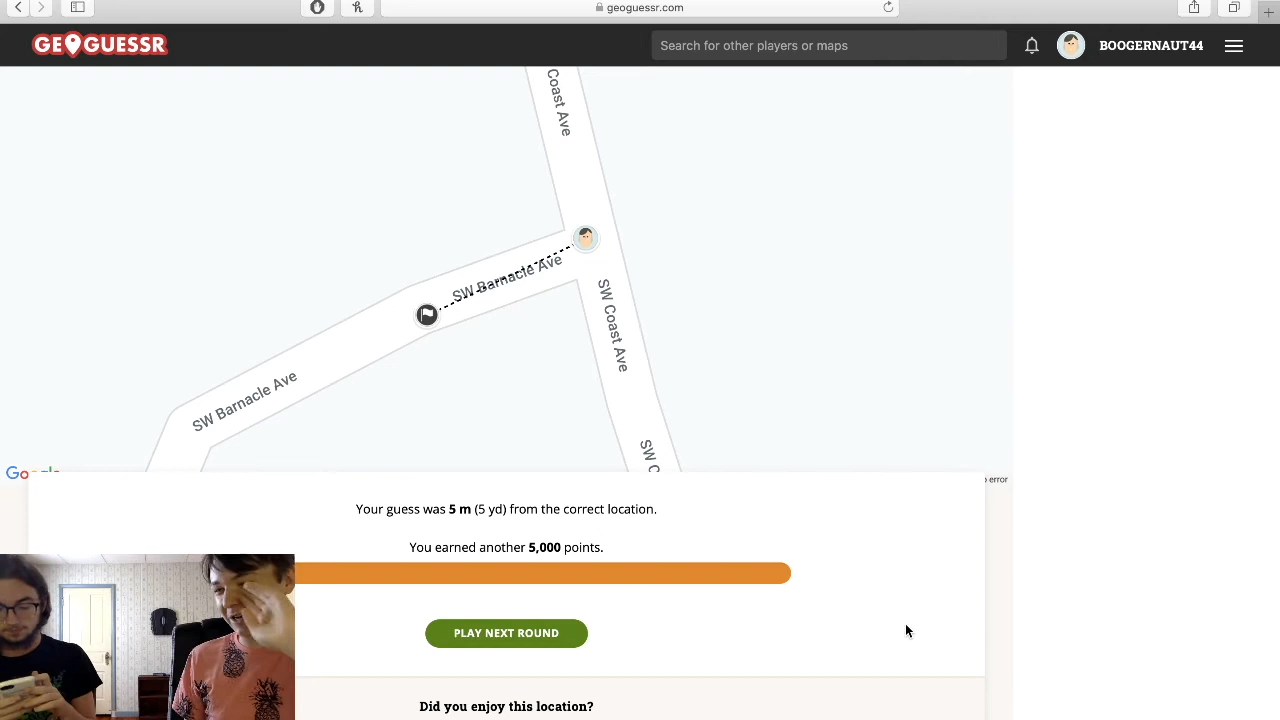 geoguessr.com
GEOGUESSR
Search for other players or maps
BOOGERNAUT44
Coast Ave
SW Barnacle Ave
SW Coast Ave
SW Barnacle Ave
SW C
Google
error
Your guess was 5 m (5 yd) from the correct location.
You earned another 5,000 points.
PLAY NEXT ROUND
Did you enjoy this location?